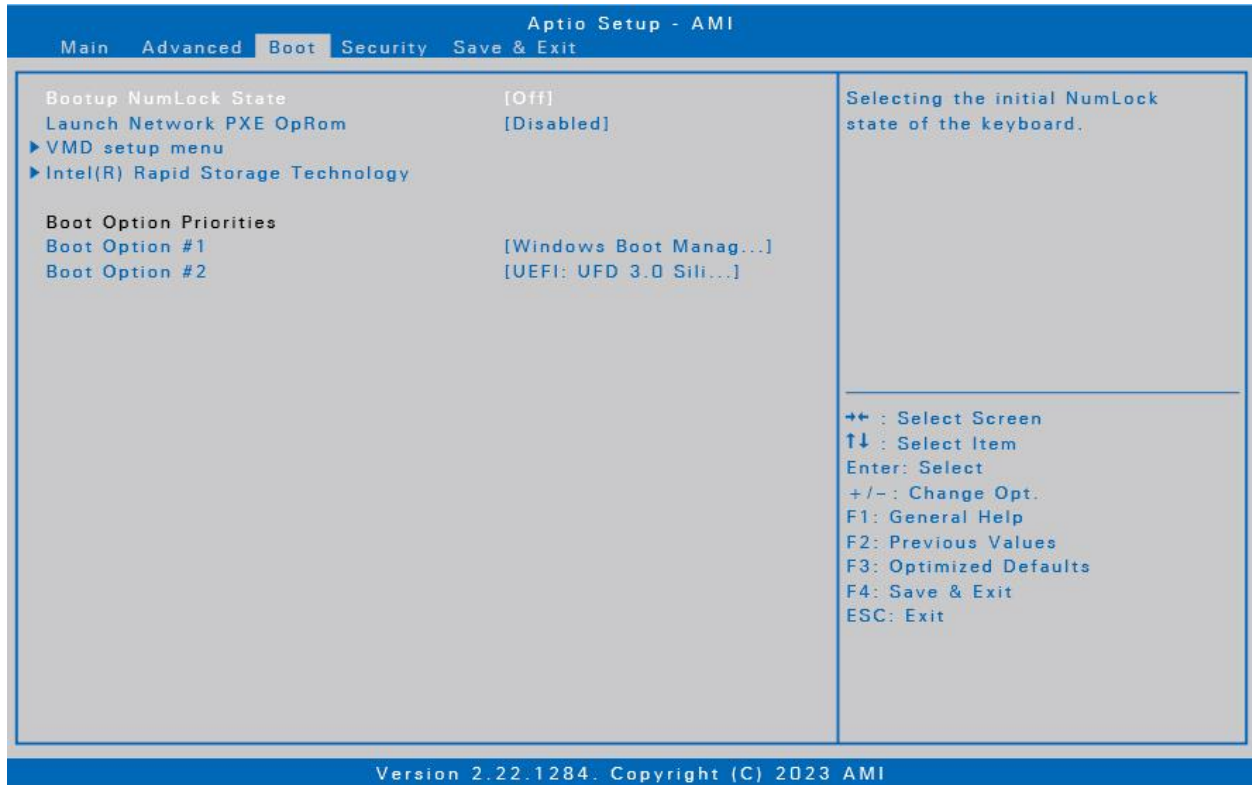 Aptio Setup - AMI
Main Advanced Boot Security Save & Exit
Bootup NumLock State [Off]
Launch Network PXE OpRom [Disabled]
▶ VMD setup menu
▶ Intel(R) Rapid Storage Technology
Boot Option Priorities
Boot Option #1 [Windows Boot Manag...]
Boot Option #2 [UEFI: UFD 3.0 Sili...]
Selecting the initial NumLock
state of the keyboard.
→← : Select Screen
↑↓ : Select Item
Enter: Select
+/-: Change Opt.
F1: General Help
F2: Previous Values
F3: Optimized Defaults
F4: Save & Exit
ESC: Exit
Version 2.22.1284. Copyright (C) 2023 AMI